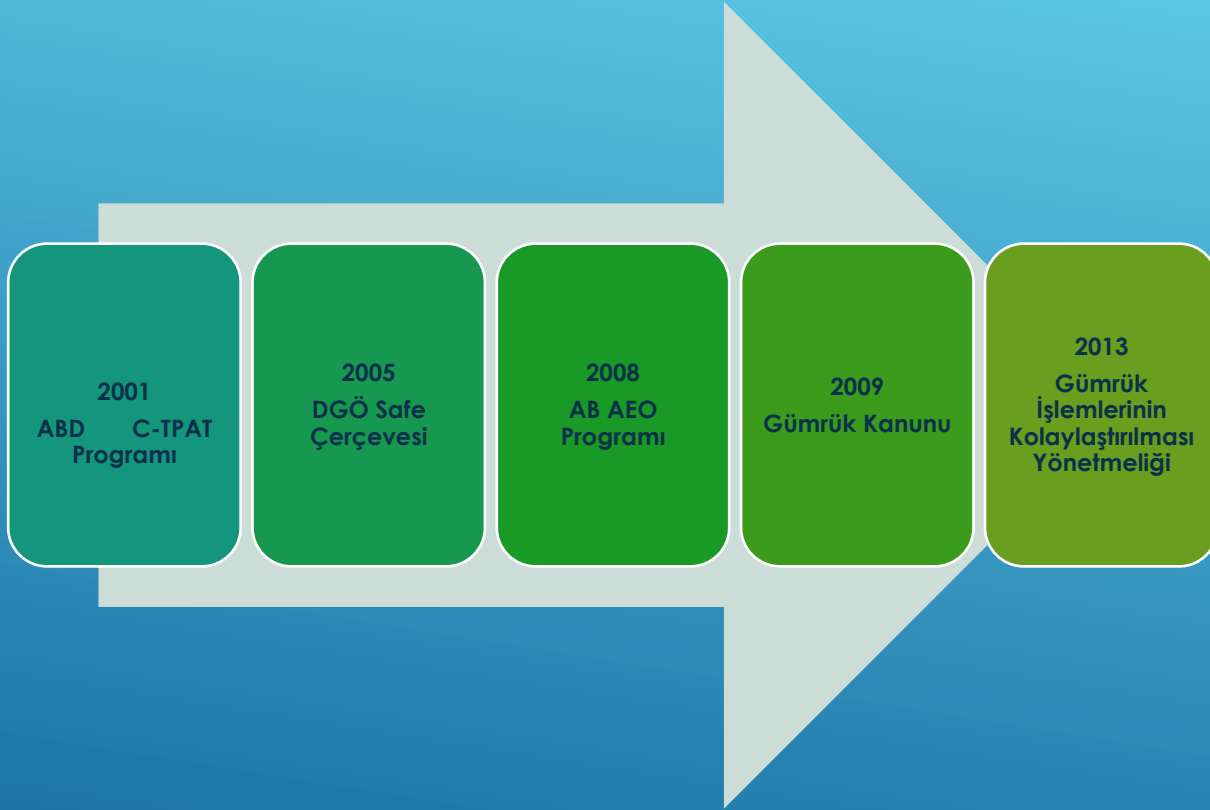 2001
ABD C-TPAT
Programı
2005
DGÖ Safe
Çerçevesi
2008
AB AEO
Programı
2009
Gümrük Kanunu
2013
Gümrük
İşlemlerinin
Kolaylaştırılması
Yönetmeliği